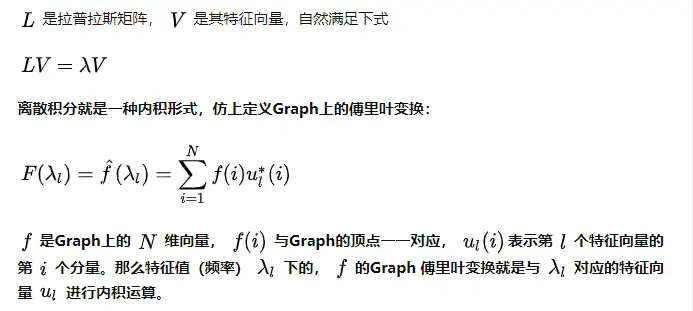 L 是拉普拉斯矩阵， V 是其特征向量，自然满足下式
LV = λV
离散积分就是一种内积形式，仿上定义Graph上的傅里叶变换：
F(λ_l) = \hat{f}(λ_l) = \sum_{i=1}^{N} f(i)u_l^*(i)
f 是Graph上的 N 维向量， f(i) 与Graph的顶点一一对应， u_l(i) 表示第 l 个特征向量的
第 i 个分量。那么特征值（频率） λ_l 下的， f 的Graph 傅里叶变换就是与 λ_l 对应的特征向
量 u_l 进行内积运算。